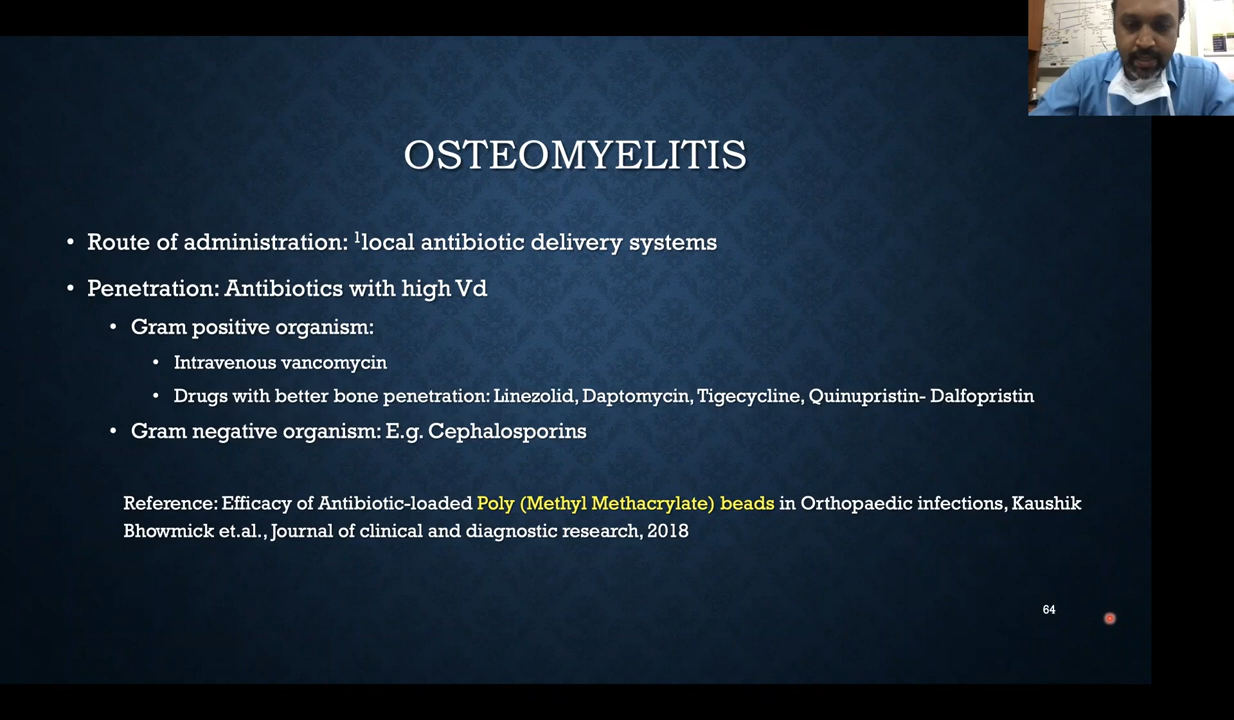 OSTEOMYELITIS
• Route of administration: ¹local antibiotic delivery systems
• Penetration: Antibiotics with high Vd
• Gram positive organism:
• Intravenous vancomycin
• Drugs with better bone penetration: Linezolid, Daptomycin, Tigecycline, Quinupristin- Dalfopristin
• Gram negative organism: E.g. Cephalosporins
Reference: Efficacy of Antibiotic-loaded Poly (Methyl Methacrylate) beads in Orthopaedic infections, Kaushik
Bhowmick et.al., Journal of clinical and diagnostic research, 2018
64